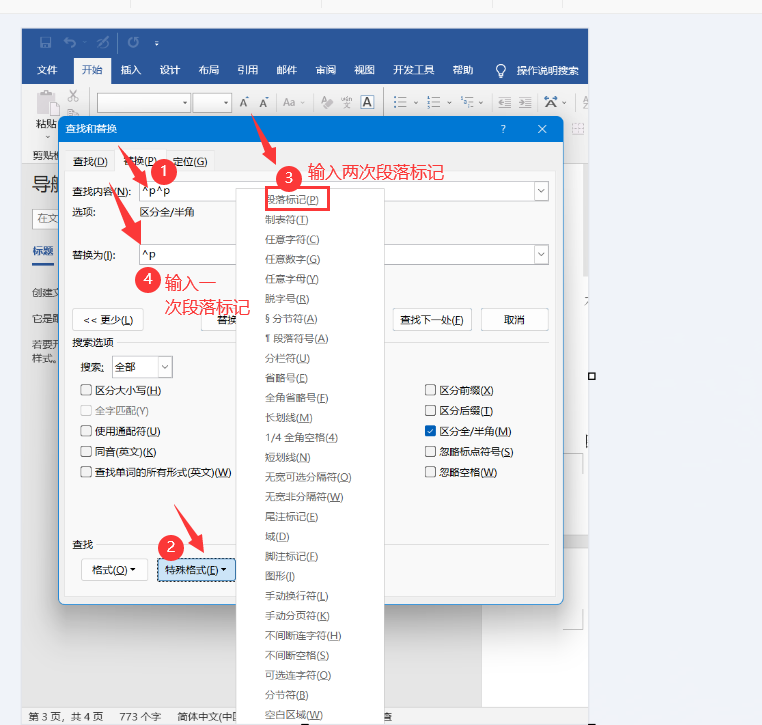 文件 开始 插入 设计 布局 引用 邮件 审阅 视图 开发工具 帮助 操作说明搜索
粘贴
剪贴板
Aa
A
查找和替换
? ×
查找(D) 替换(P) 定位(G)
查找内容(N): ^p^p
选项: 区分全/半角
替换为(I): ^p
<< 更少(L) 替换 查找下一处(F) 取消
搜索选项
搜索: 全部
区分大小写(H)
全字匹配(Y)
使用通配符(U)
同音(英文)(K)
查找单词的所有形式(英文)(W)
区分前缀(X)
区分后缀(T)
区分全/半角(M)
忽略标点符号(S)
忽略空格(W)
查找
格式(O) 特殊格式(E)
段落标记(P)
制表符(T)
任意字符(C)
任意数字(G)
任意字母(Y)
脱字号(R)
§ 分节符(A)
¶ 段落符号(A)
分栏符(U)
省略号(E)
全角省略号(F)
长划线(M)
1/4 全角空格(4)
短划线(N)
无宽可选分隔符(O)
无宽非分隔符(W)
尾注标记(E)
域(D)
脚注标记(F)
图形(I)
手动换行符(L)
手动分页符(K)
不间断连字符(H)
不间断空格(S)
可选连字符(O)
分节符(B)
空白区域(W)
1
2
3 输入两次段落标记
4 输入一
次段落标记
导航
在文
标题
创建文
它是跟
若要开
样式。
第 3 页，共 4 页 773 个字 简体中文(中国
查